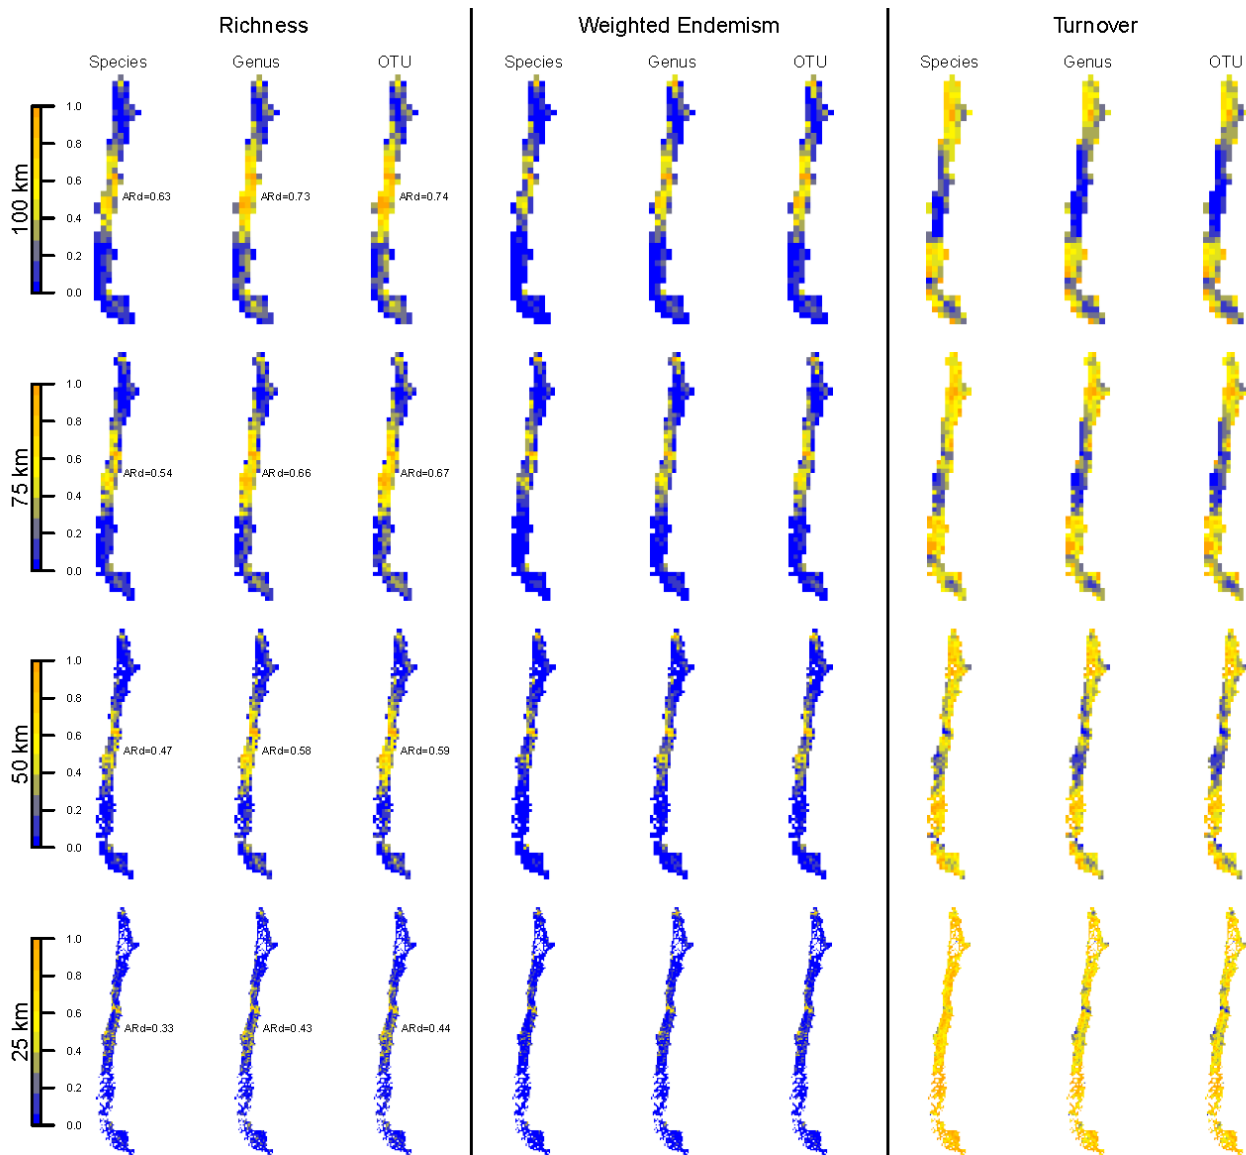 Richness Weighted Endemism Turnover
Species Genus OTU Species Genus OTU Species Genus OTU
100 km
1.0
0.8
0.6
0.4
0.2
0.0
ARd=0.63 ARd=0.73 ARd=0.74
75 km
1.0
0.8
0.6
0.4
0.2
0.0
ARd=0.54 ARd=0.66 ARd=0.67
50 km
1.0
0.8
0.6
0.4
0.2
0.0
ARd=0.47 ARd=0.58 ARd=0.59
25 km
1.0
0.8
0.6
0.4
0.2
0.0
ARd=0.33 ARd=0.43 ARd=0.44